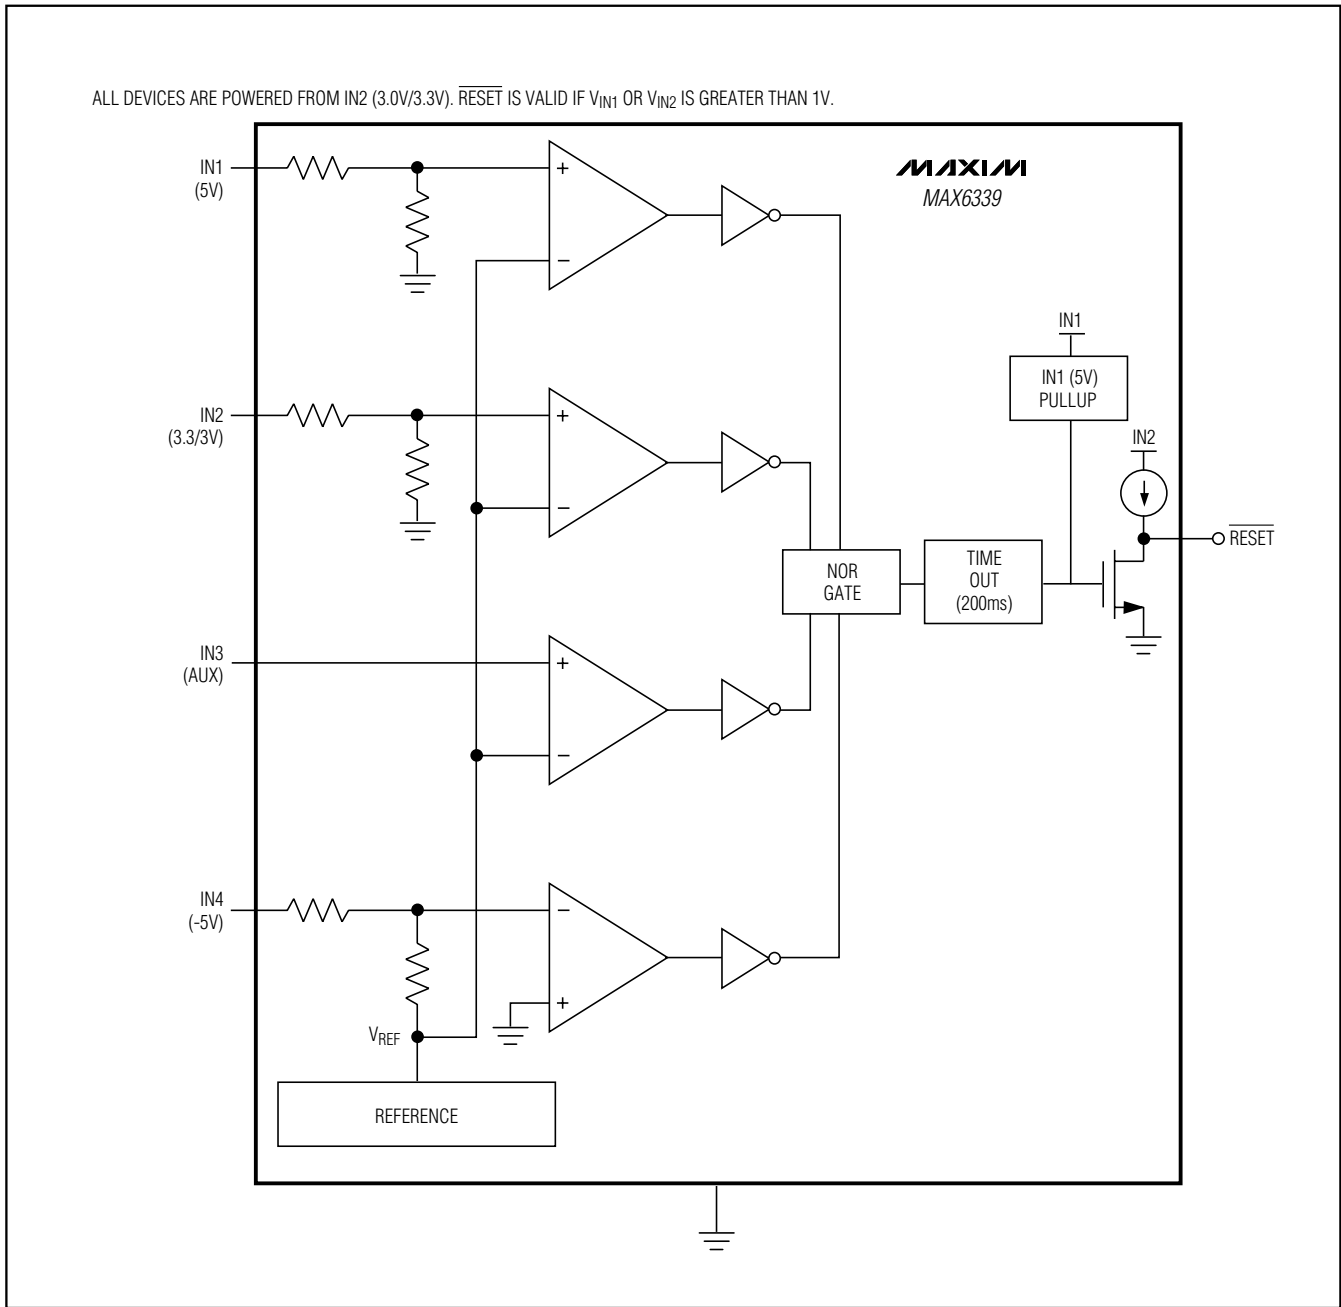 ALL DEVICES ARE POWERED FROM IN2 (3.0V/3.3V). R̅E̅S̅E̅T̅ IS VALID IF VIN1 OR VIN2 IS GREATER THAN 1V.
IN1
(5V)
+
−
MAXIM
MAX6339
IN1
IN1 (5V)
PULLUP
IN2
(3.3/3V)
+
−
IN2
R̅E̅S̅E̅T̅
NOR
GATE
TIME
OUT
(200ms)
IN3
(AUX)
+
−
IN4
(-5V)
−
+
VREF
REFERENCE